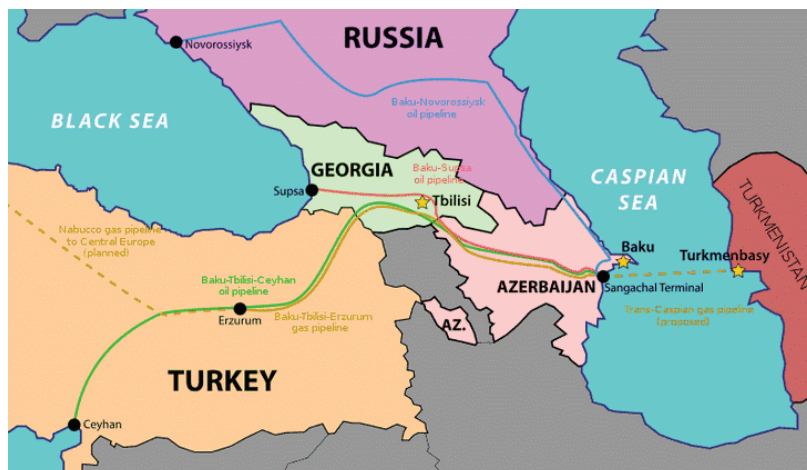 RUSSIA
Novorossiysk
Baku-Novorossiysk
oil pipeline
BLACK SEA
GEORGIA
Baku-Supsa
oil pipeline
Supsa
Tbilisi
CASPIAN
SEA
TURKMENISTAN
Nabucco gas pipeline
to Central Europe
(planned)
Baku
Turkmenbasy
Baku-Tbilisi-Ceyhan
oil pipeline
AZERBAIJAN
Sangachal Terminal
Erzurum
Baku-Tbilisi-Erzurum
gas pipeline
AZ.
Trans-Caspian gas pipeline
(proposed)
TURKEY
Ceyhan